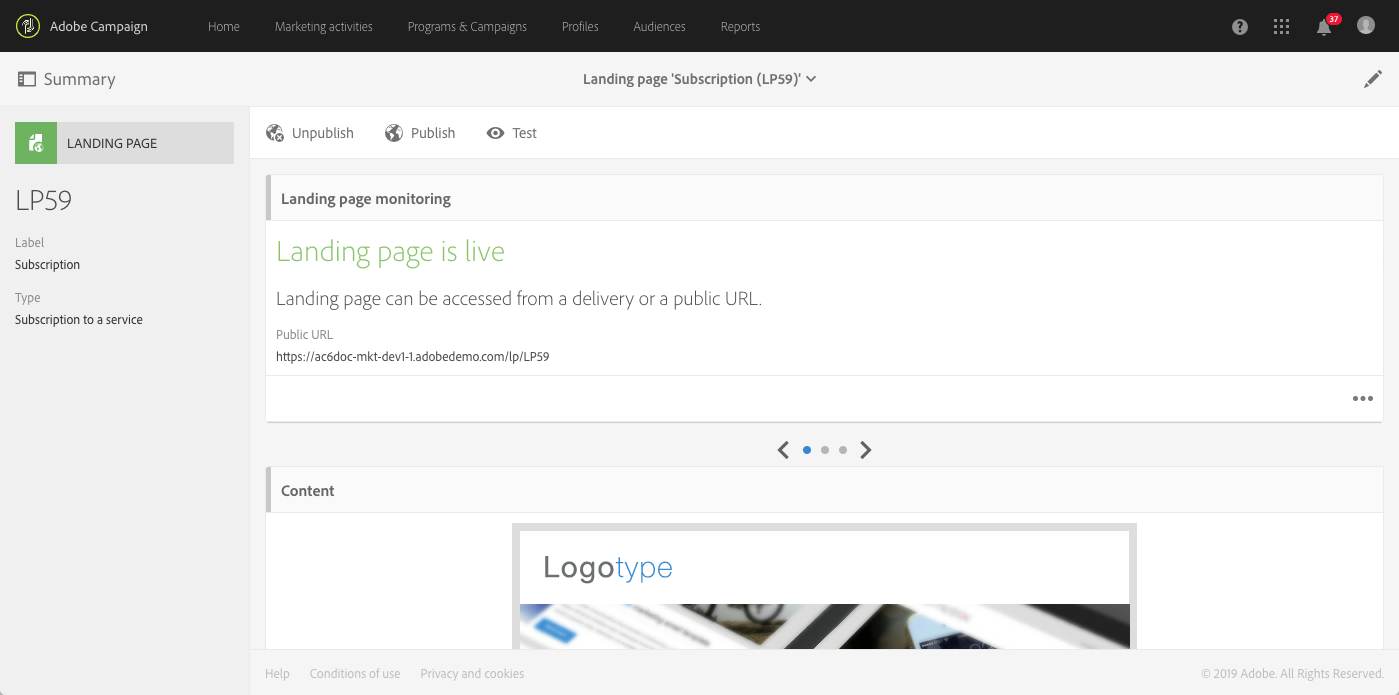 Adobe Campaign Home Marketing activities Programs & Campaigns Profiles Audiences Reports 37
Summary Landing page 'Subscription (LP59)'
LANDING PAGE
LP59
Label
Subscription
Type
Subscription to a service
Unpublish Publish Test
Landing page monitoring
Landing page is live
Landing page can be accessed from a delivery or a public URL.
Public URL
https://ac6doc-mkt-dev1-1.adobedemo.com/lp/LP59
Content
Logotype
Help Conditions of use Privacy and cookies © 2019 Adobe. All Rights Reserved.